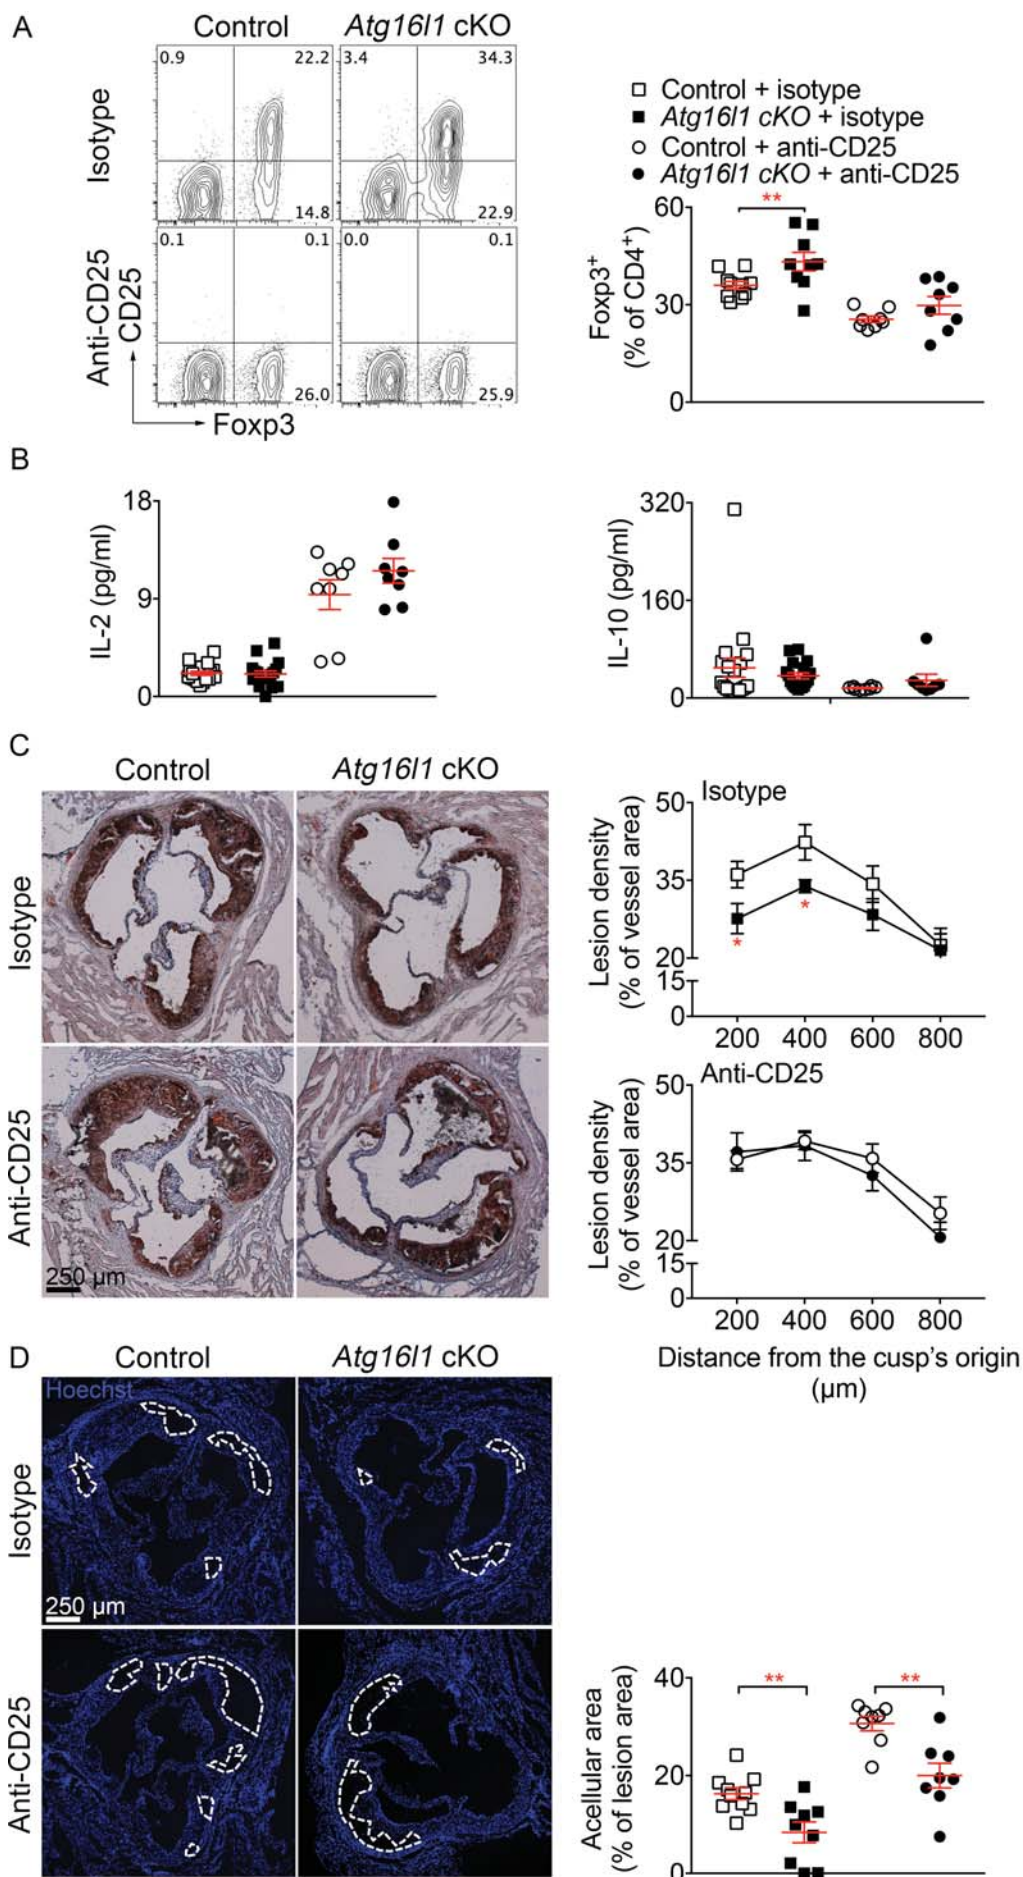 A
Control
Atg16l1 cKO
Isotype
0.9
22.2
14.8
3.4
34.3
22.9
Anti-CD25
CD25
0.1
0.1
26.0
0.0
0.1
25.9
Foxp3
Control + isotype
Atg16l1 cKO + isotype
Control + anti-CD25
Atg16l1 cKO + anti-CD25
Foxp3⁺
(% of CD4⁺)
60
30
0
**
B
IL-2 (pg/ml)
18
9
0
IL-10 (pg/ml)
320
160
0
C
Control
Atg16l1 cKO
Isotype
Anti-CD25
250 µm
Isotype
Lesion density
(% of vessel area)
50
35
20
15
0
*
*
200 400 600 800
Anti-CD25
Lesion density
(% of vessel area)
50
35
20
15
0
200 400 600 800
Distance from the cusp's origin
(µm)
D
Control
Atg16l1 cKO
Hoechst
Isotype
250 µm
Anti-CD25
Acellular area
(% of lesion area)
40
20
0
**
**